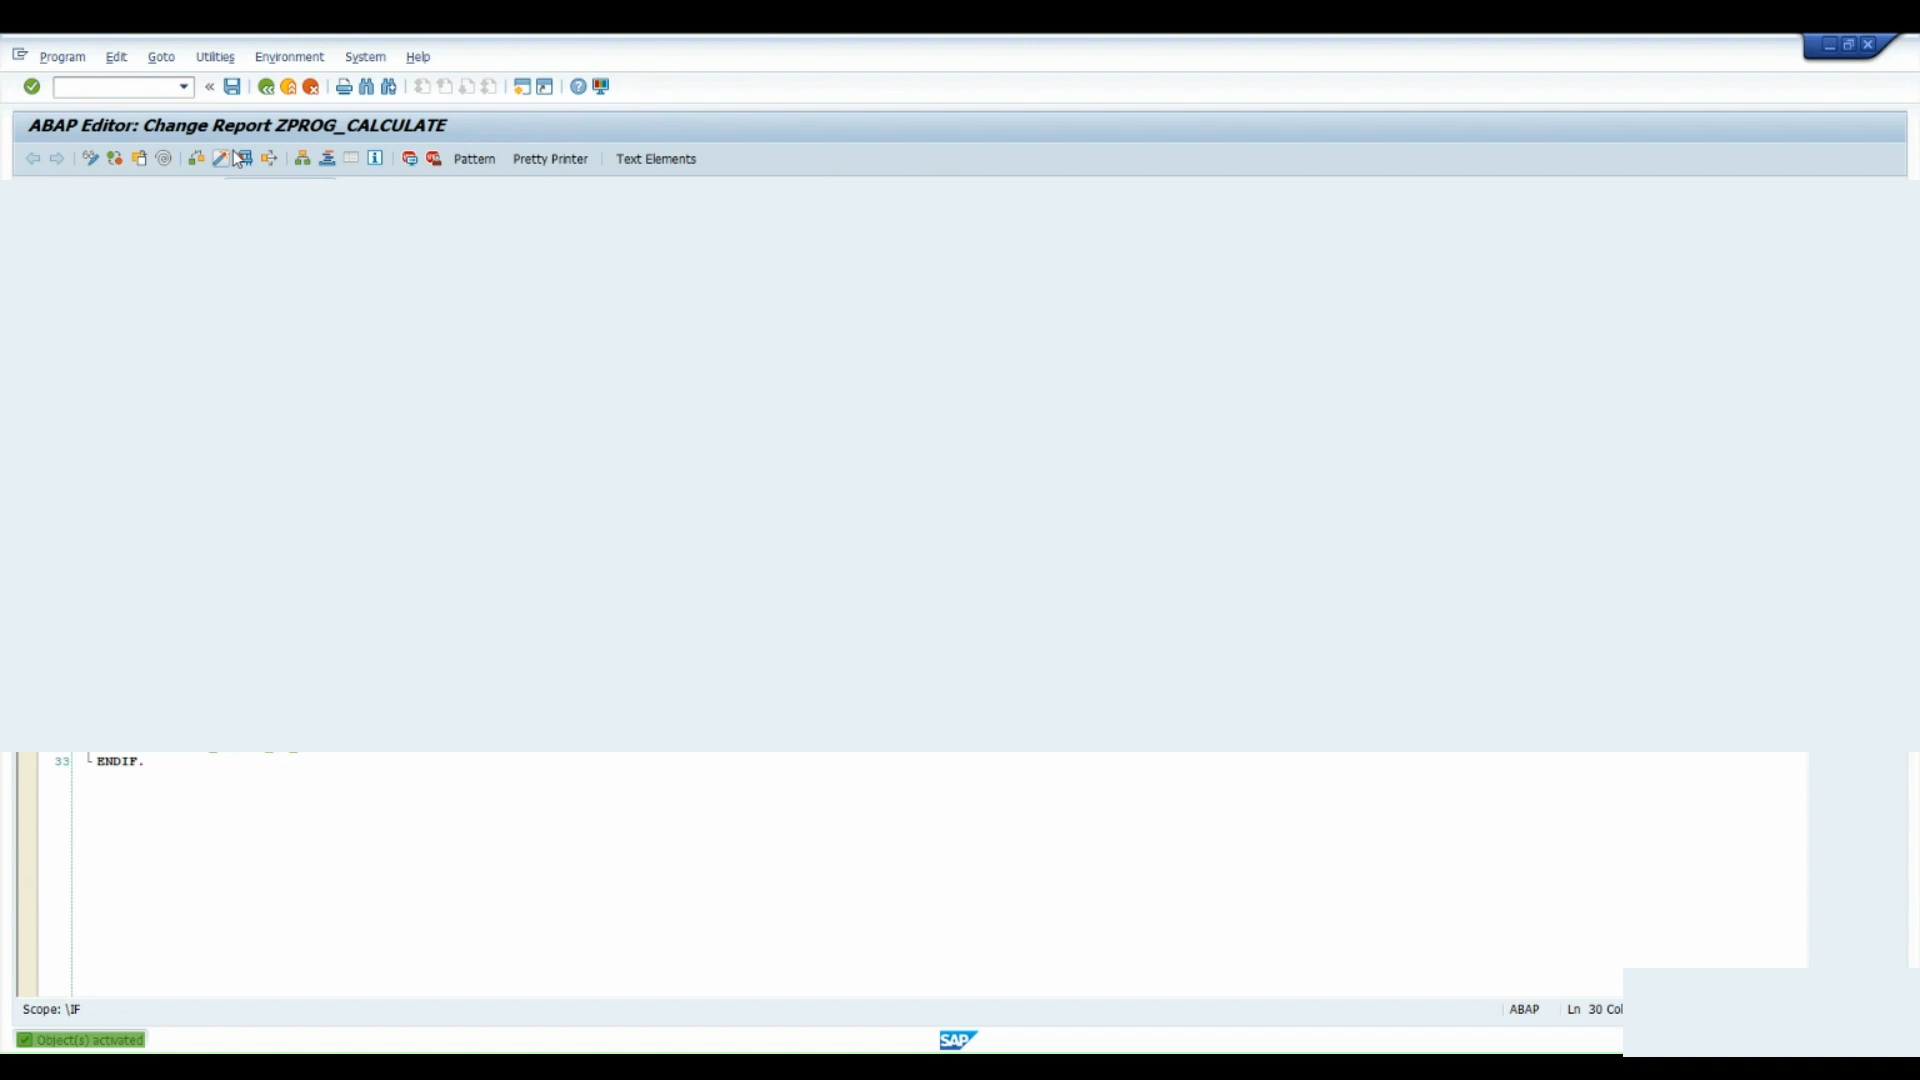 Program Edit Goto Utilities Environment System Help
ABAP Editor: Change Report ZPROG_CALCULATE
Pattern Pretty Printer Text Elements
33 ENDIF.
Scope: \IF ABAP Ln 30 Col
Object(s) activated SAP